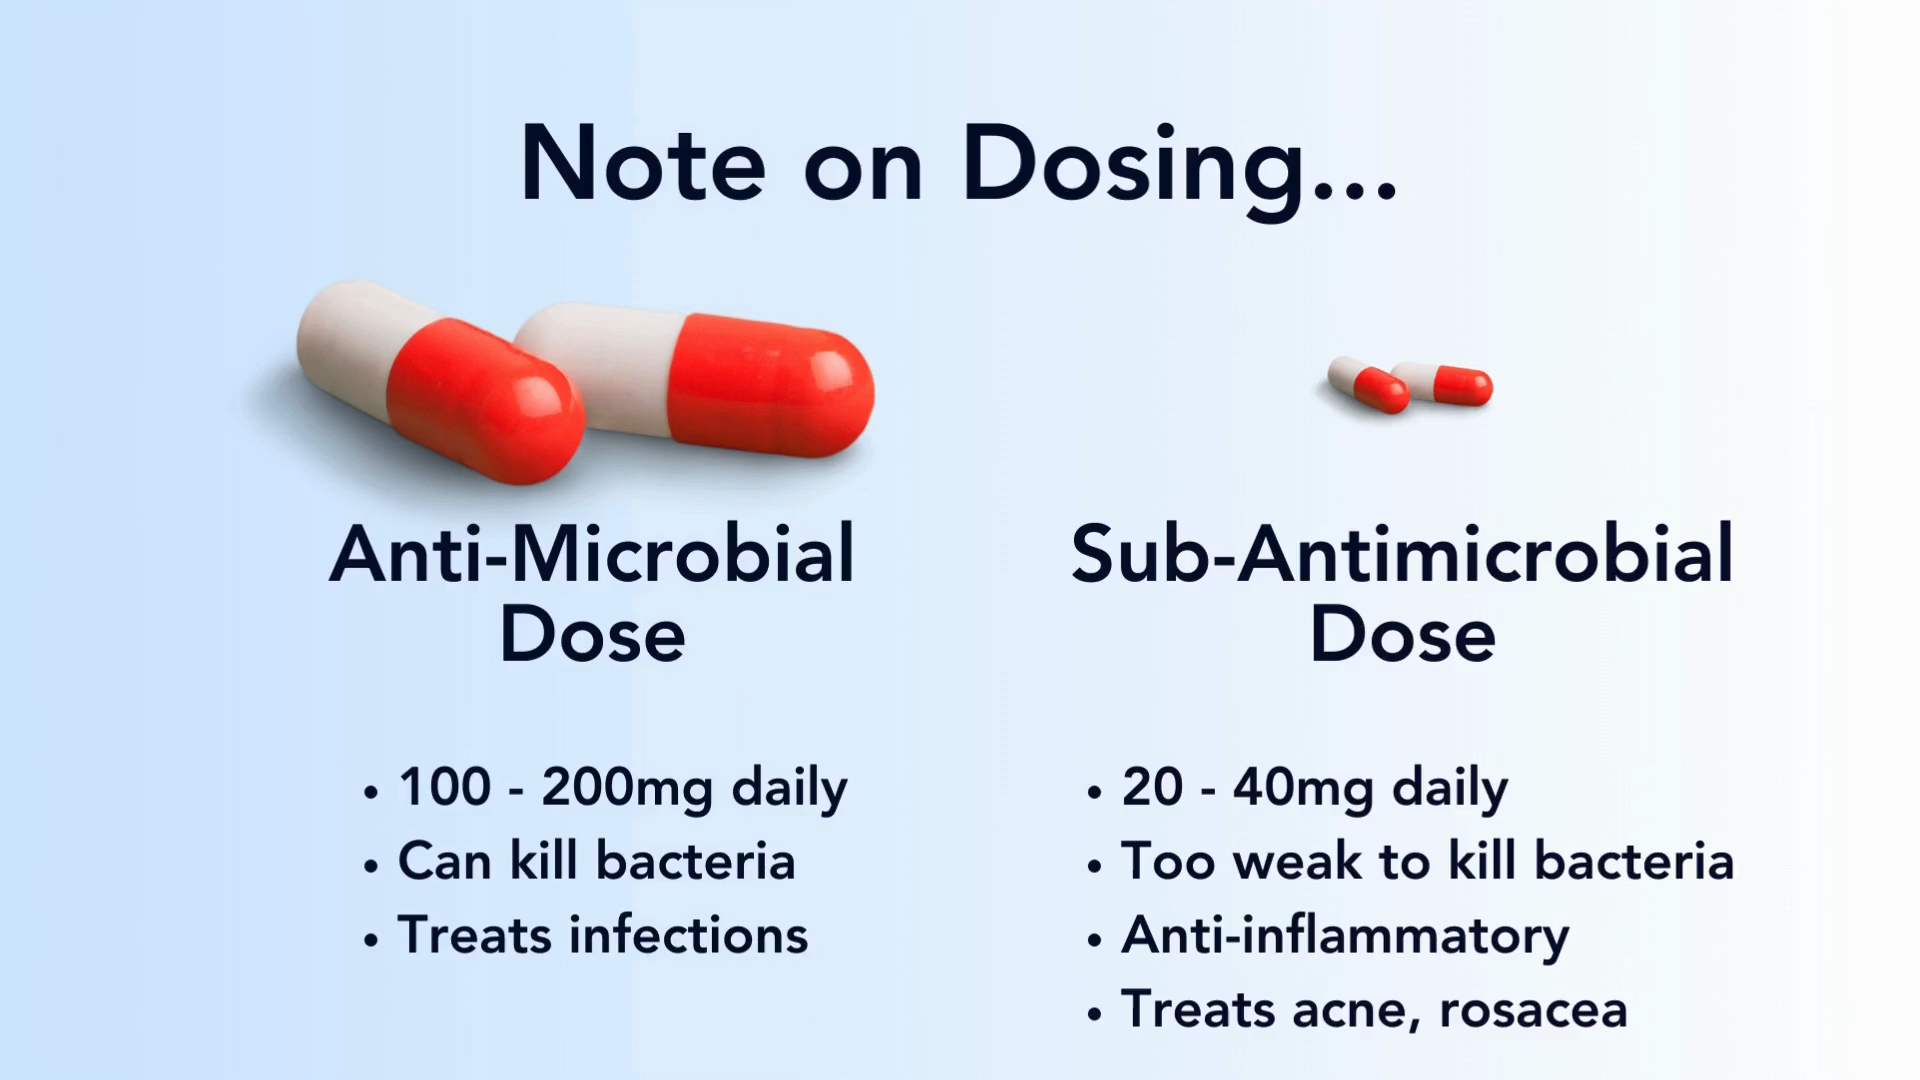 Note on Dosing...
Anti-Microbial
Dose
• 100 - 200mg daily
• Can kill bacteria
• Treats infections
Sub-Antimicrobial
Dose
• 20 - 40mg daily
• Too weak to kill bacteria
• Anti-inflammatory
• Treats acne, rosacea